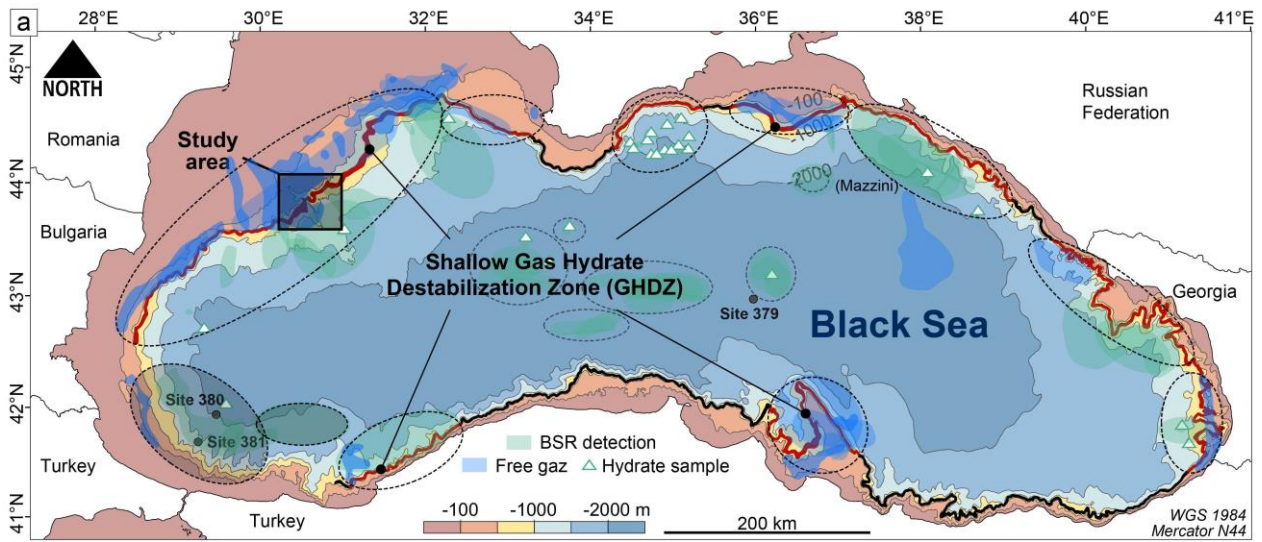 a
28°E 30°E 32°E 34°E 36°E 38°E 40°E 41°E
45°N
NORTH
Romania
Study
area
44°N
Bulgaria
43°N
42°N
Turkey
41°N
Turkey
-100
-1000
-2000
(Mazzini)
Russian
Federation
Georgia
Shallow Gas Hydrate
Destabilization Zone (GHDZ)
Site 379
Black Sea
Site 380
Site 381
BSR detection
Free gaz Hydrate sample
-100 -1000 -2000 m
200 km
WGS 1984
Mercator N44